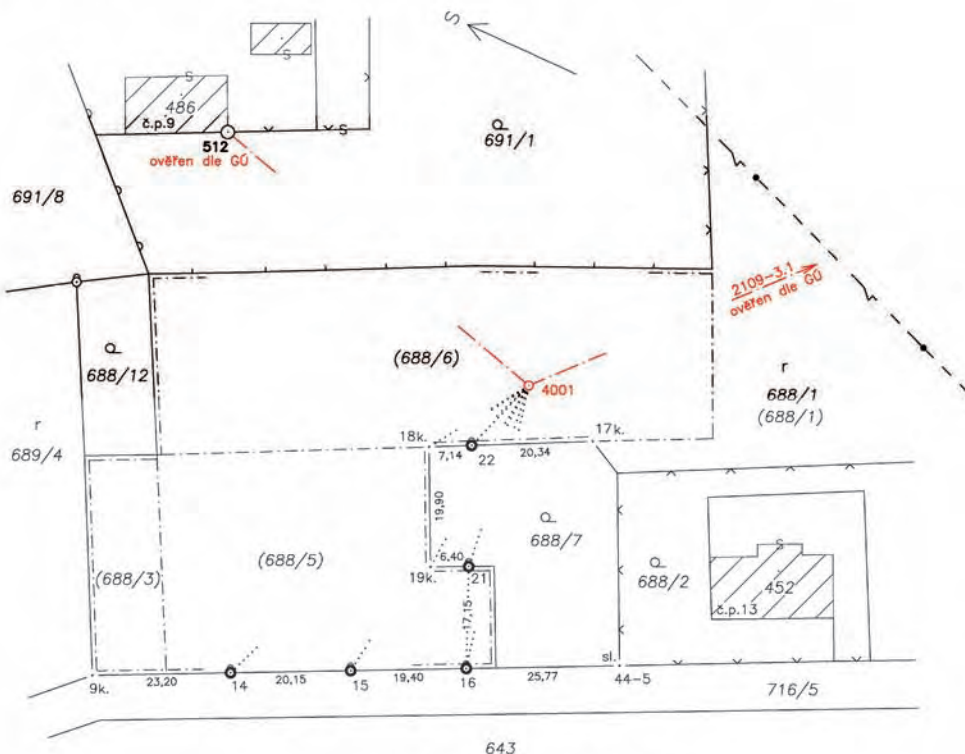 S
S
S
486
č.p.9
512
ověřen dle GÚ
S
691/1
691/8
2109-3.1
ověřen dle GÚ
688/12
(688/6)
4001
r
688/1
(688/1)
r
689/4
18k.
17k.
7,14
22
20,34
19,90
688/7
6,40
19k.
21
(688/3)
(688/5)
17,15
688/2
S
452
č.p.13
sl.
9k.
23,20
14
20,15
15
19,40
16
25,77
44-5
716/5
643